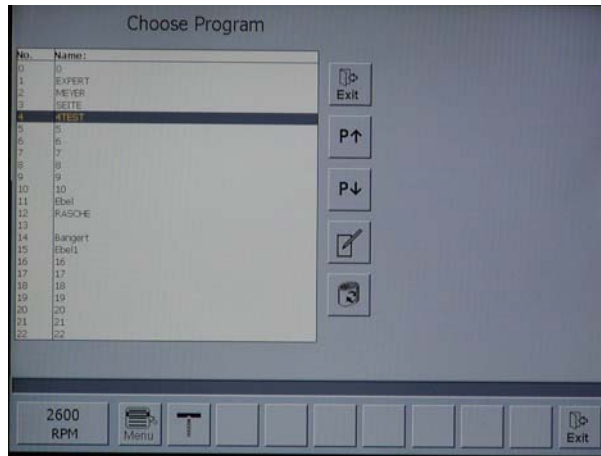 Choose Program
No. Name:
0 0
1 EXPERT
2 MEYER
3 SEITE
4 4TEST
5 5
6 6
7 7
8 8
9 9
10 10
11 Ebel
12 RASCHE
13
14 Bangert
15 Ebel1
16 16
17 17
18 18
19 19
20 20
21 21
22 22
Exit
P↑
P↓
2600
RPM
Menu
Exit